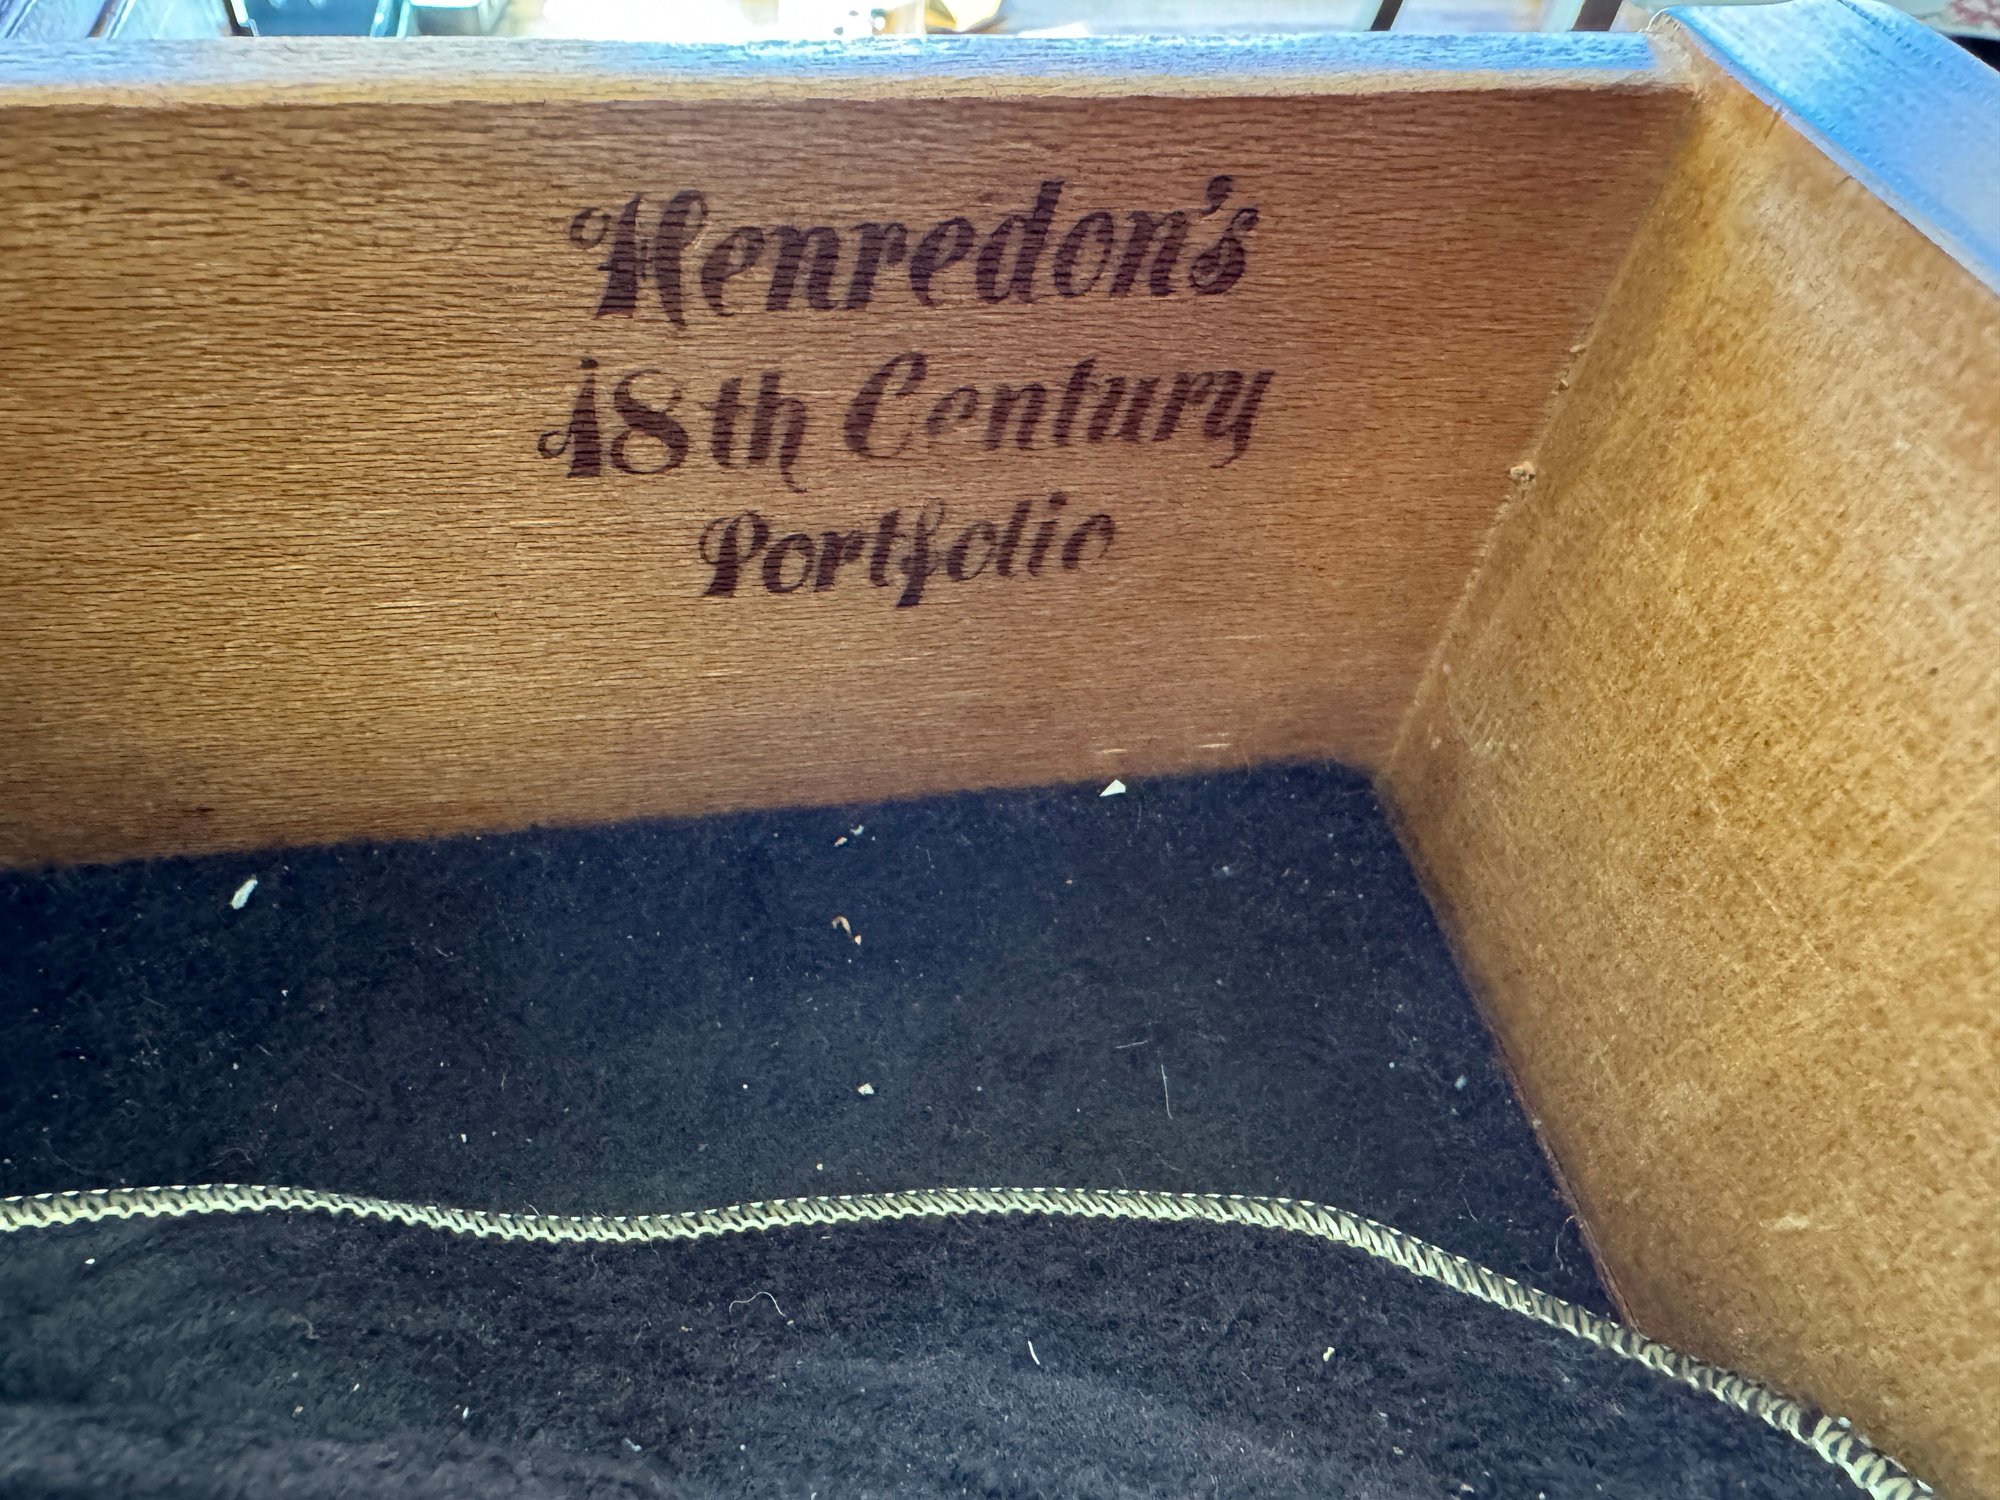 Henredon's
18th Century
Portfolio